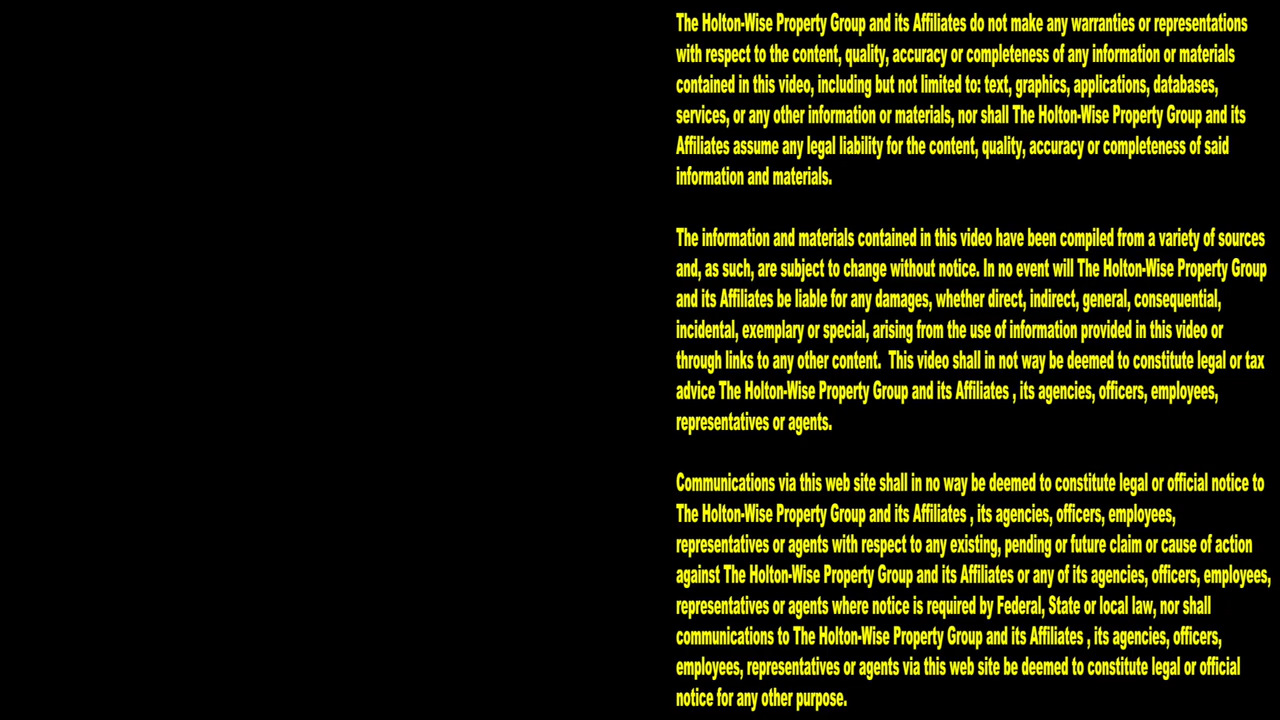 The Holton-Wise Property Group and its Affiliates do not make any warranties or representations
with respect to the content, quality, accuracy or completeness of any information or materials
contained in this video, including but not limited to: text, graphics, applications, databases,
services, or any other information or materials, nor shall The Holton-Wise Property Group and its
Affiliates assume any legal liability for the content, quality, accuracy or completeness of said
information and materials.
The information and materials contained in this video have been compiled from a variety of sources
and, as such, are subject to change without notice. In no event will The Holton-Wise Property Group
and its Affiliates be liable for any damages, whether direct, indirect, general, consequential,
incidental, exemplary or special, arising from the use of information provided in this video or
through links to any other content.  This video shall in not way be deemed to constitute legal or tax
advice The Holton-Wise Property Group and its Affiliates , its agencies, officers, employees,
representatives or agents.
Communications via this web site shall in no way be deemed to constitute legal or official notice to
The Holton-Wise Property Group and its Affiliates , its agencies, officers, employees,
representatives or agents with respect to any existing, pending or future claim or cause of action
against The Holton-Wise Property Group and its Affiliates or any of its agencies, officers, employees,
representatives or agents where notice is required by Federal, State or local law, nor shall
communications to The Holton-Wise Property Group and its Affiliates , its agencies, officers,
employees, representatives or agents via this web site be deemed to constitute legal or official
notice for any other purpose.